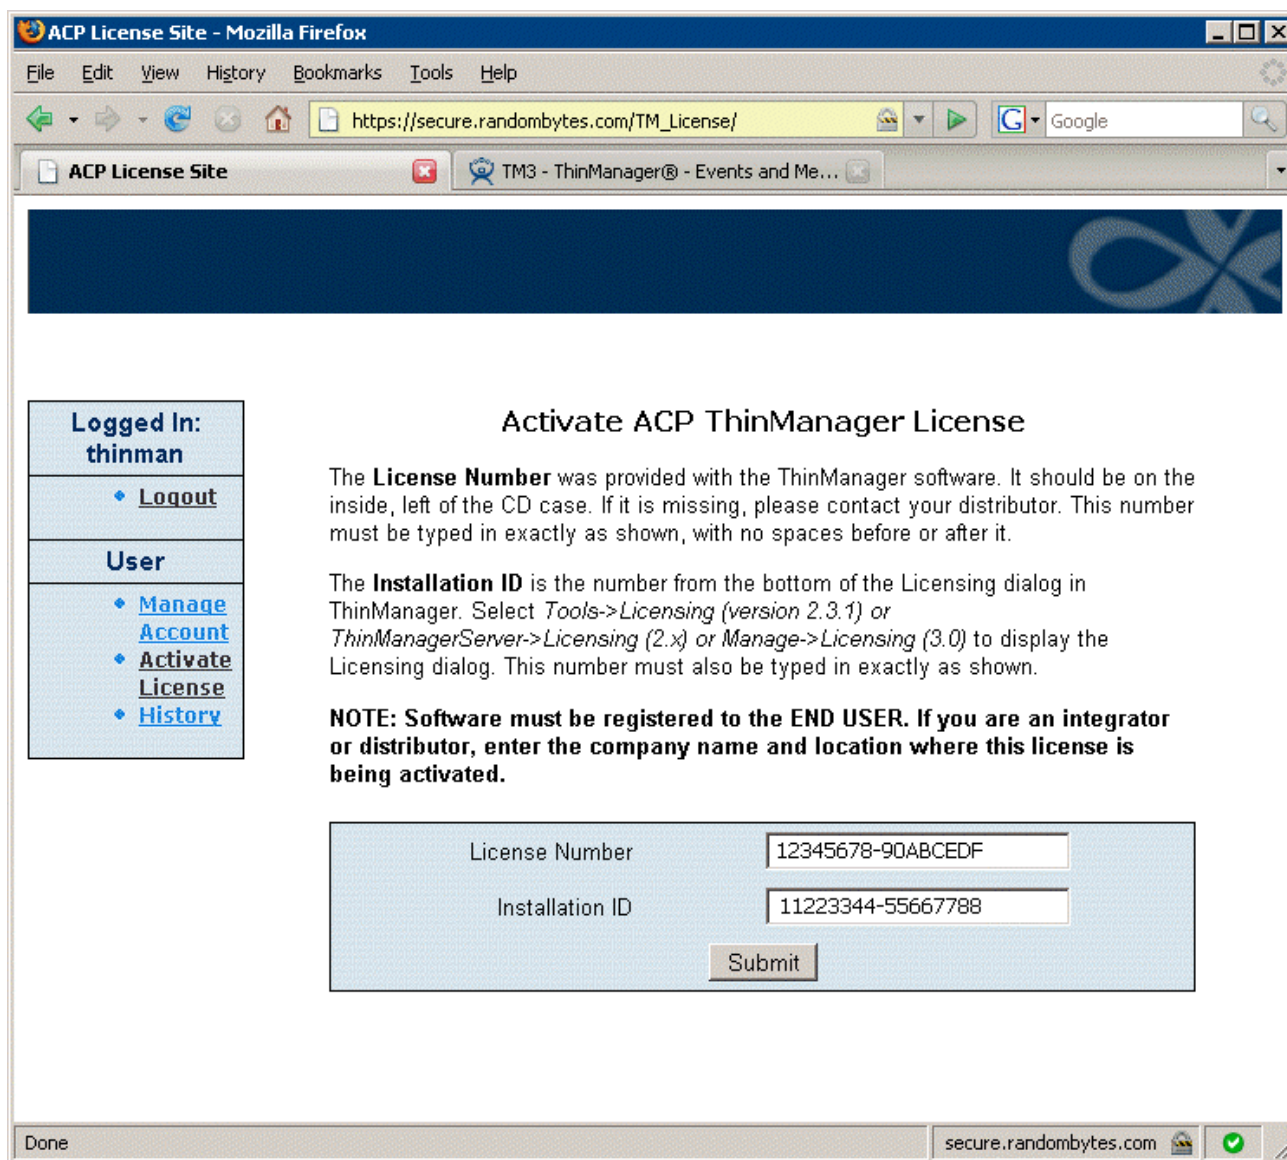 ACP License Site - Mozilla Firefox
File Edit View History Bookmarks Tools Help
https://secure.randombytes.com/TM_License/
G Google
ACP License Site
TM3 - ThinManager® - Events and Me...
Logged In:
thinman
Logout
User
Manage
Account
Activate
License
History
Activate ACP ThinManager License
The License Number was provided with the ThinManager software. It should be on the
inside, left of the CD case. If it is missing, please contact your distributor. This number
must be typed in exactly as shown, with no spaces before or after it.
The Installation ID is the number from the bottom of the Licensing dialog in
ThinManager. Select Tools->Licensing (version 2.3.1) or
ThinManagerServer->Licensing (2.x) or Manage->Licensing (3.0) to display the
Licensing dialog. This number must also be typed in exactly as shown.
NOTE: Software must be registered to the END USER. If you are an integrator
or distributor, enter the company name and location where this license is
being activated.
License Number 12345678-90ABCEDF
Installation ID 11223344-55667788
Submit
Done secure.randombytes.com